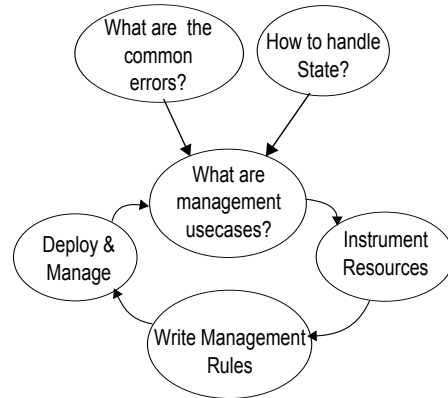 What are the
common
errors?
How to handle
State?
What are
management
usecases?
Deploy &
Manage
Instrument
Resources
Write Management
Rules